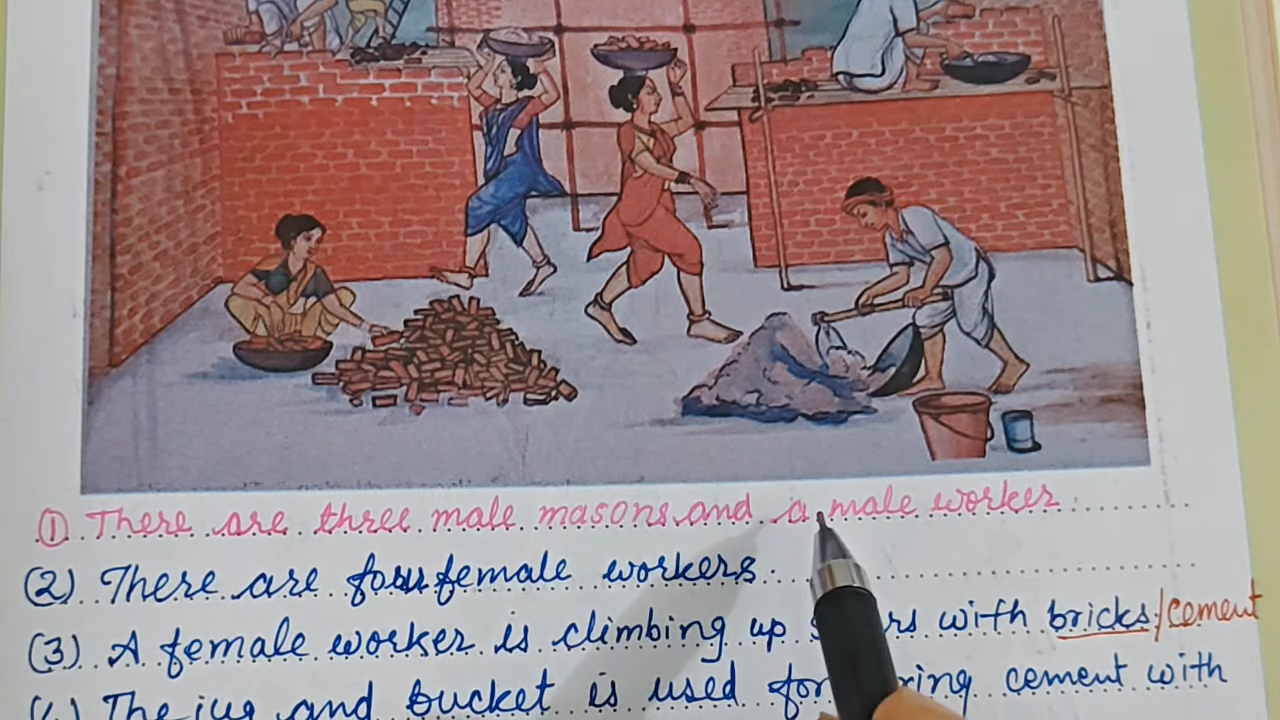 ① There are three male masons and a male worker.
(2) There are four female workers.
(3) A female worker is climbing up with bricks/cement
The jug and bucket is used for cement with